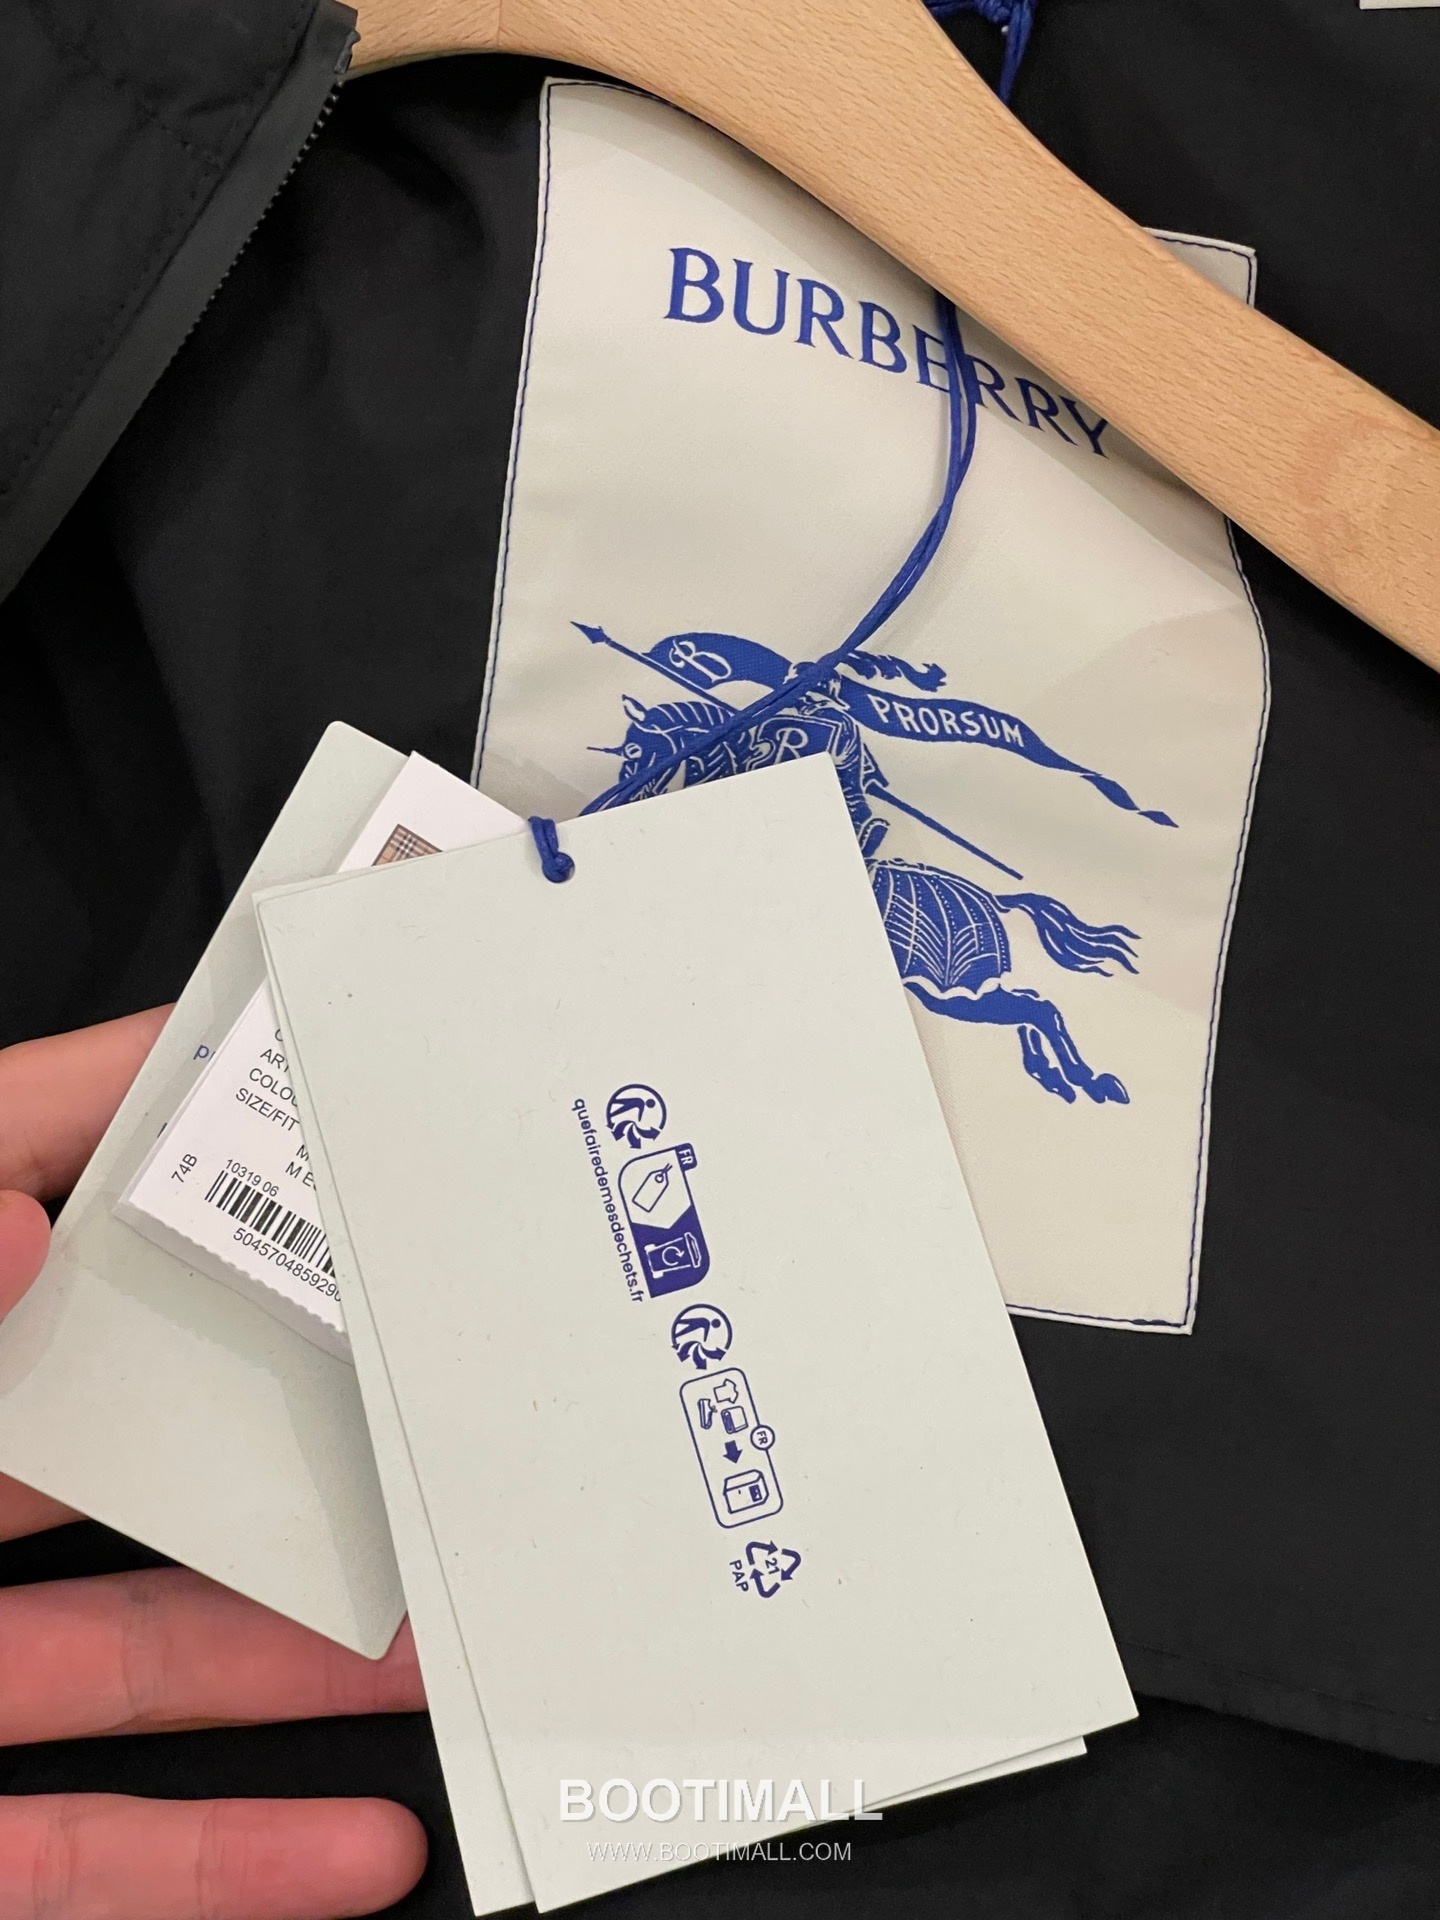 BURBERRY
B
PRORSUM
R
COLOU
SIZE/FIT
74B
10319 06
504570485929
quefairedemesdechets.fr
FR
FR
21
PAP
BOOTIMALL
WWW.BOOTIMALL.COM